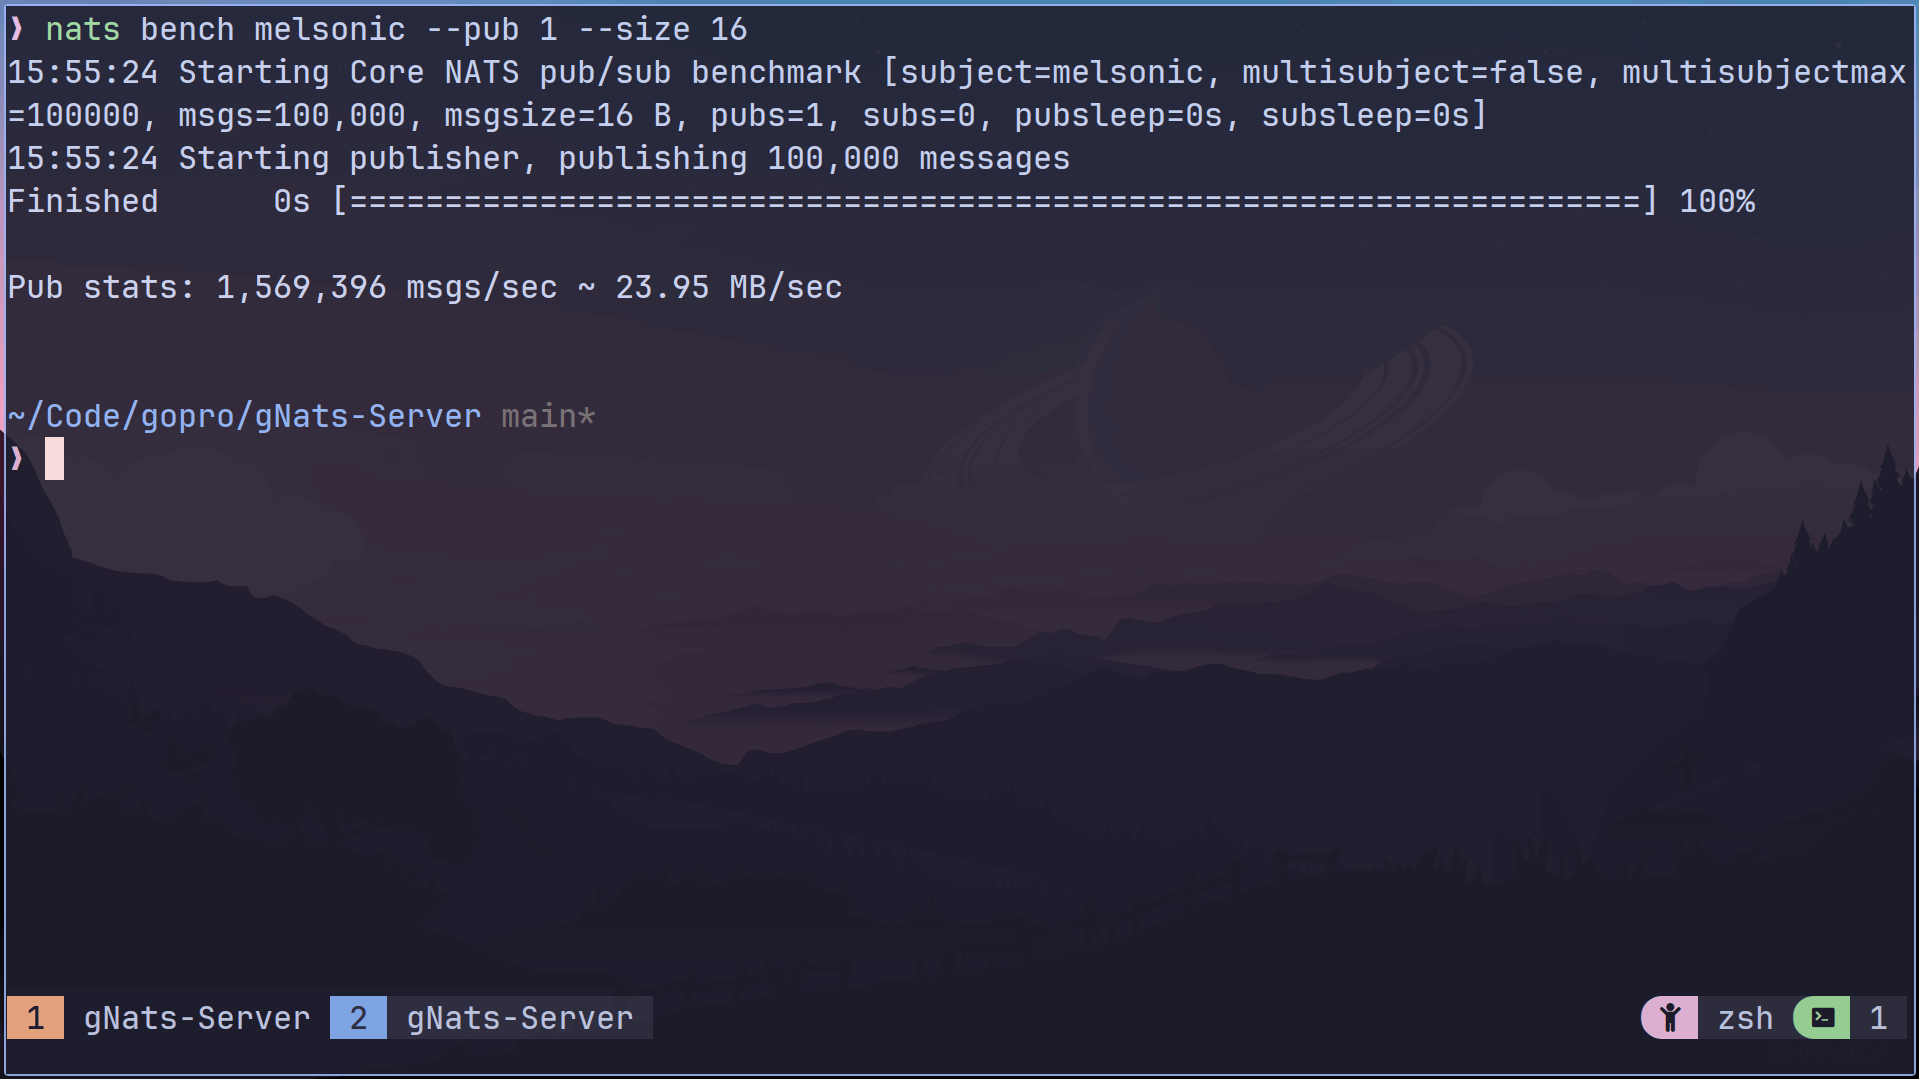 ❱ nats bench melsonic --pub 1 --size 16
15:55:24 Starting Core NATS pub/sub benchmark [subject=melsonic, multisubject=false, multisubjectmax
=100000, msgs=100,000, msgsize=16 B, pubs=1, subs=0, pubsleep=0s, subsleep=0s]
15:55:24 Starting publisher, publishing 100,000 messages
Finished      0s [====================================================================] 100%
Pub stats: 1,569,396 msgs/sec ~ 23.95 MB/sec
~/Code/gopro/gNats-Server main*
❱
1 gNats-Server 2 gNats-Server zsh 1